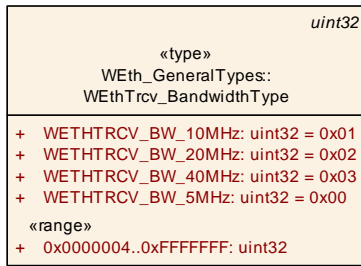 uint32
«type»
WEth_GeneralTypes::
WEthTrcv_BandwidthType
+ WETHTRCV_BW_10MHz: uint32 = 0x01
+ WETHTRCV_BW_20MHz: uint32 = 0x02
+ WETHTRCV_BW_40MHz: uint32 = 0x03
+ WETHTRCV_BW_5MHz: uint32 = 0x00
«range»
+ 0x0000004..0xFFFFFFF: uint32